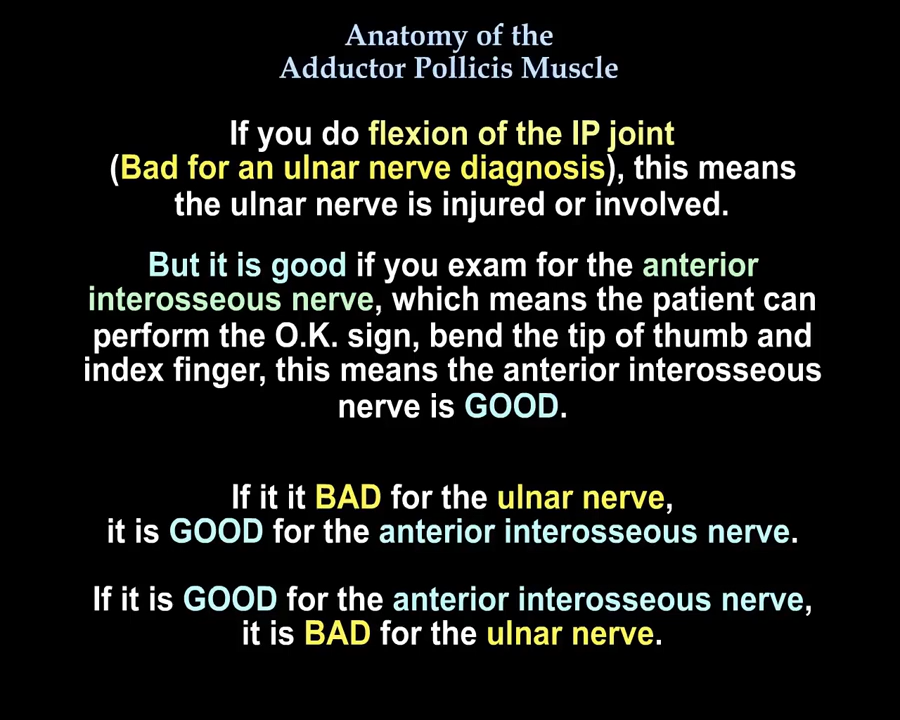 Anatomy of the
Adductor Pollicis Muscle
If you do flexion of the IP joint
(Bad for an ulnar nerve diagnosis), this means
the ulnar nerve is injured or involved.
But it is good if you exam for the anterior
interosseous nerve, which means the patient can
perform the O.K. sign, bend the tip of thumb and
index finger, this means the anterior interosseous
nerve is GOOD.
If it it BAD for the ulnar nerve,
it is GOOD for the anterior interosseous nerve.
If it is GOOD for the anterior interosseous nerve,
it is BAD for the ulnar nerve.